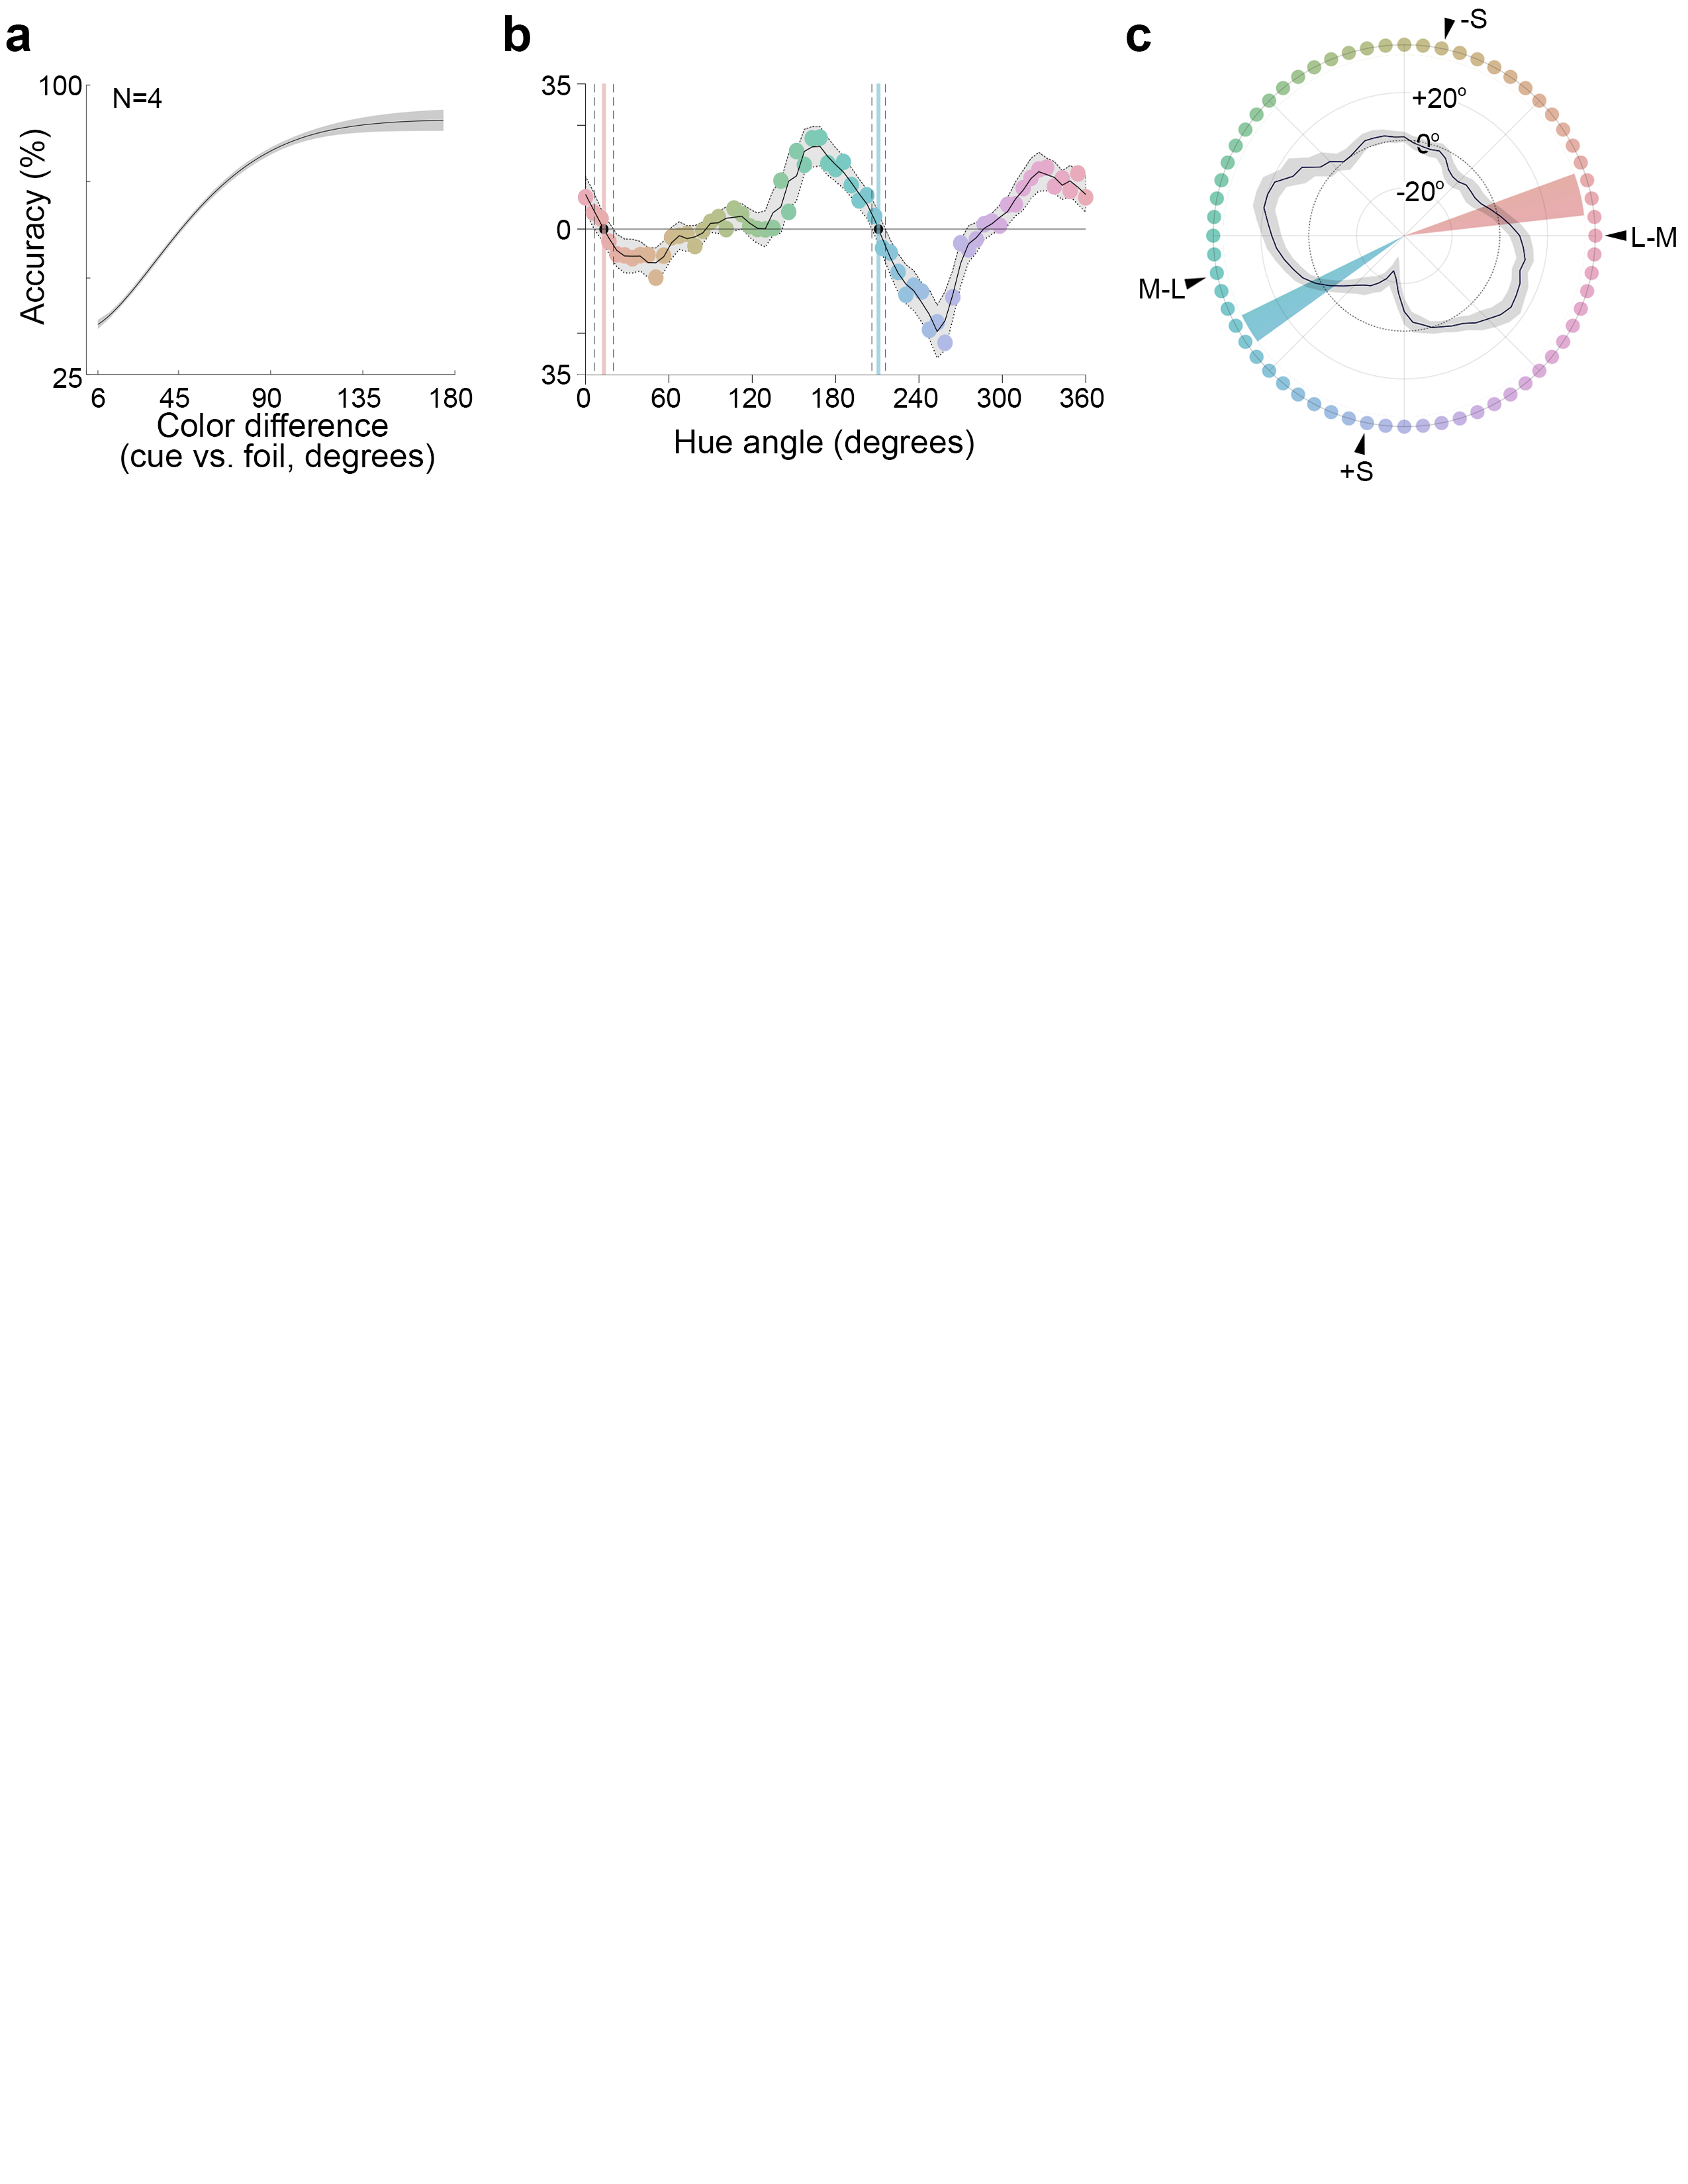 a
100
N=4
Accuracy (%)
25
6 45 90 135 180
Color difference
(cue vs. foil, degrees)
b
35
0
35
0 60 120 180 240 300 360
Hue angle (degrees)
c
-S
+20°
0°
-20°
L-M
M-L
+S